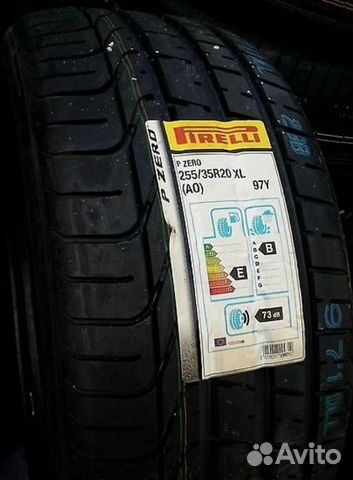 PIRELLI
P ZERO
255/35R20 XL
(AO) 97Y
P ZERO
A
B
C
D
E
F
G
E
A
B
C
D
E
F
G
B
73 dB
Avito